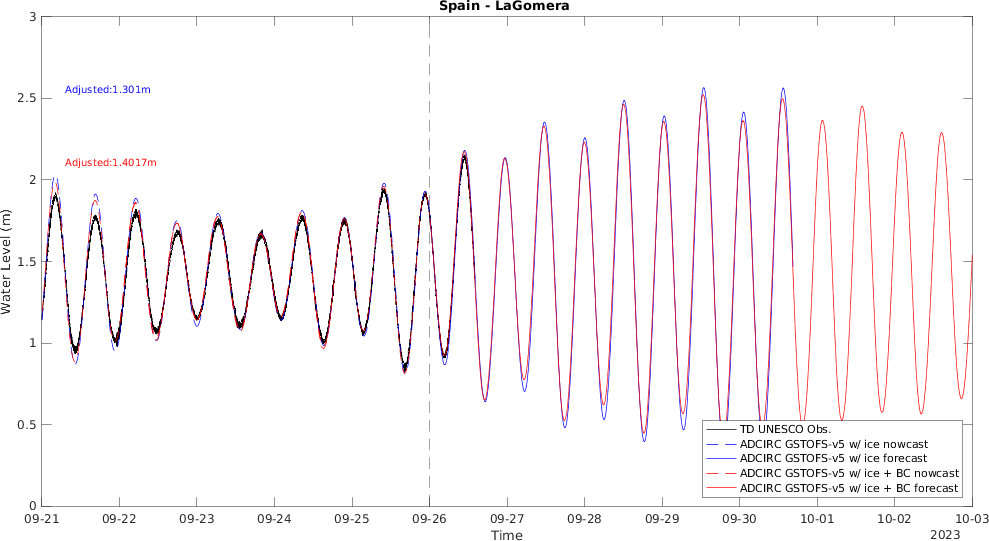 Spain - LaGomera
3
2.5
2
1.5
1
0.5
0
Water Level (m)
Adjusted:1.301m
Adjusted:1.4017m
TD UNESCO Obs.
ADCIRC GSTOFS-v5 w/ ice nowcast
ADCIRC GSTOFS-v5 w/ ice forecast
ADCIRC GSTOFS-v5 w/ ice + BC nowcast
ADCIRC GSTOFS-v5 w/ ice + BC forecast
09-21 09-22 09-23 09-24 09-25 09-26 09-27 09-28 09-29 09-30 10-01 10-02 10-03
Time
2023